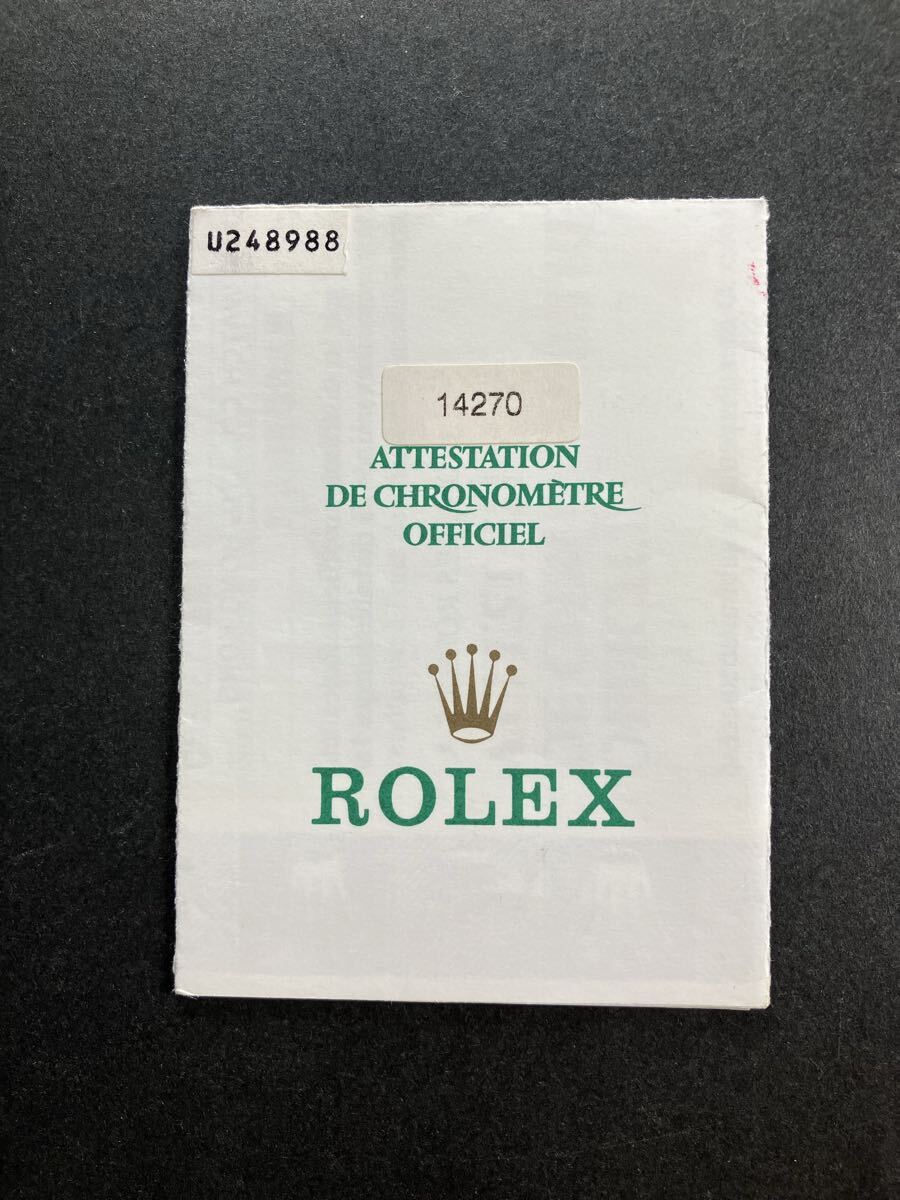 U248988
14270
ATTESTATION
DE CHRONOMÈTRE
OFFICIEL
ROLEX